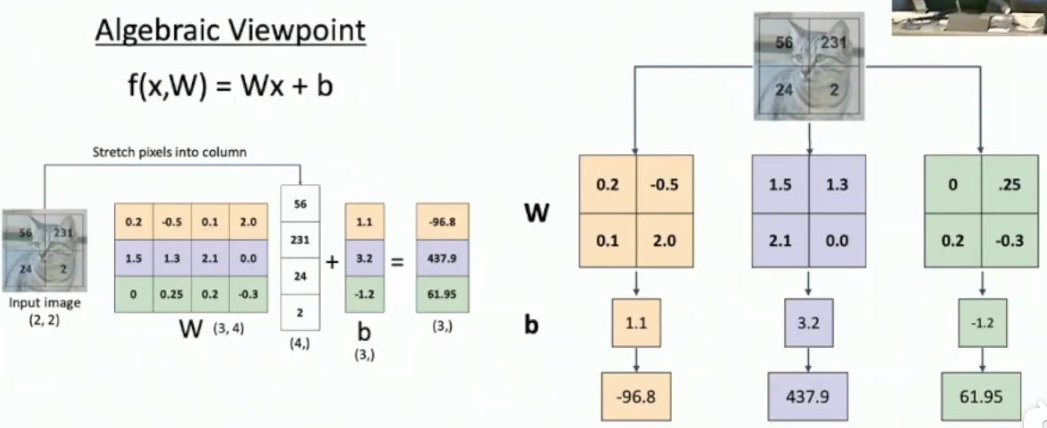 Algebraic Viewpoint
f(x,W) = Wx + b
Stretch pixels into column
56 231
24 2
Input image
(2, 2)
0.2 -0.5 0.1 2.0
1.5 1.3 2.1 0.0
0 0.25 0.2 -0.3
W (3, 4)
56
231
24
2
(4,)
+
1.1
3.2
-1.2
b
(3,)
=
-96.8
437.9
61.95
(3,)
56 231
24 2
W
0.2 -0.5
0.1 2.0
1.5 1.3
2.1 0.0
0 .25
0.2 -0.3
b
1.1
3.2
-1.2
-96.8
437.9
61.95